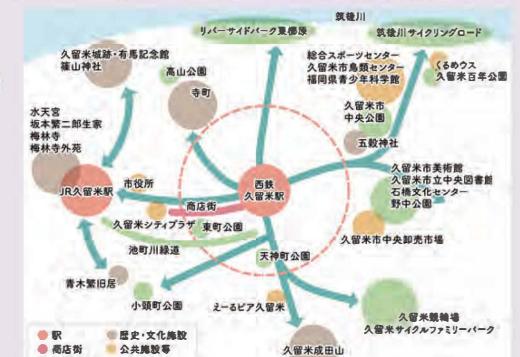 筑後川
リバーサイドパーク東櫛原
筑後川サイクリングロード
久留米城跡・有馬記念館
篠山神社
高山公園
寺町
総合スポーツセンター
久留米市鳥類センター
福岡県青少年科学館
くるめウス
久留米百年公園
久留米市
中央公園
五穀神社
水天宮
坂本繁二郎生家
梅林寺
梅林寺外苑
JR久留米駅
市役所
商店街
西鉄
久留米駅
久留米市美術館
久留米市立中央図書館
石橋文化センター
野中公園
久留米シティプラザ
東町公園
池町川緑道
久留米市中央卸売市場
天神町公園
青木繁旧居
小頭町公園
えーるピア久留米
久留米競輪場
久留米サイクルファミリーパーク
久留米成田山
駅
歴史・文化施設
商店街
公共施設等